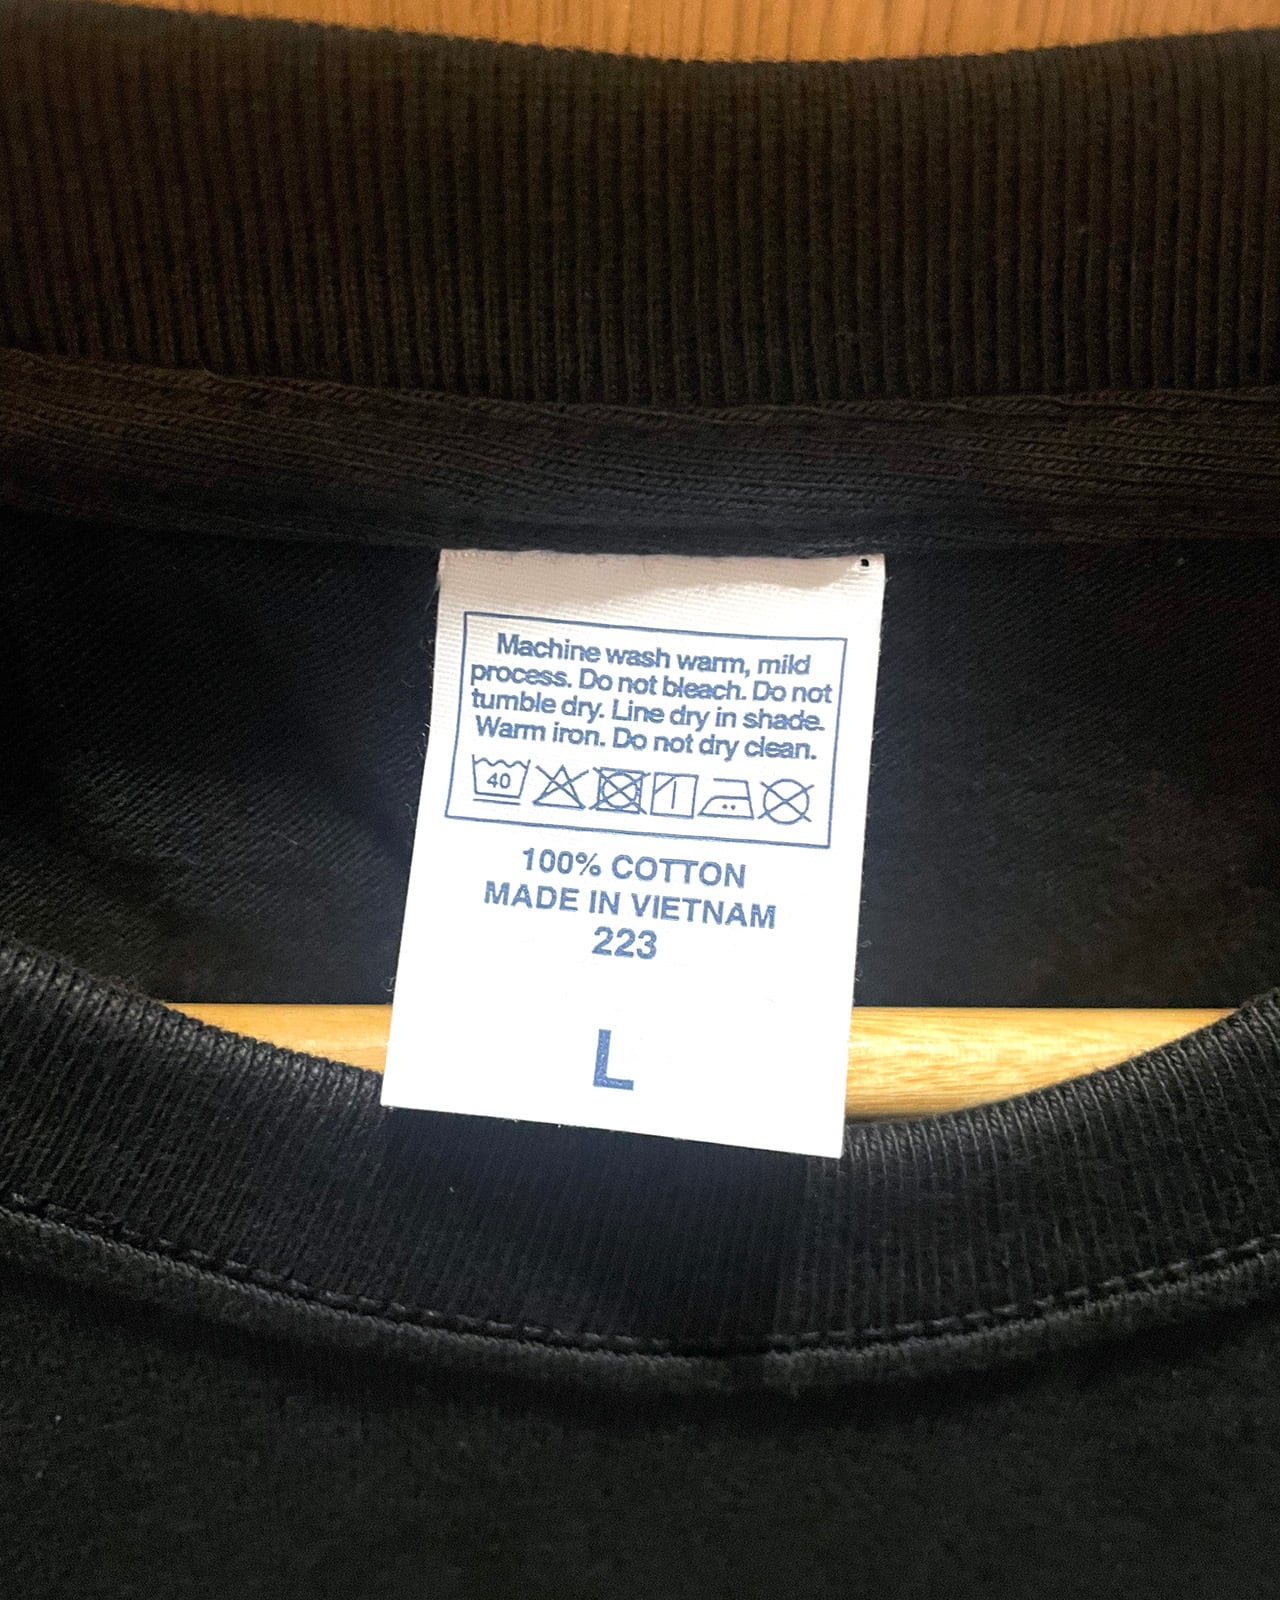 Machine wash warm, mild
process. Do not bleach. Do not
tumble dry. Line dry in shade.
Warm iron. Do not dry clean.
40
100% COTTON
MADE IN VIETNAM
223
L